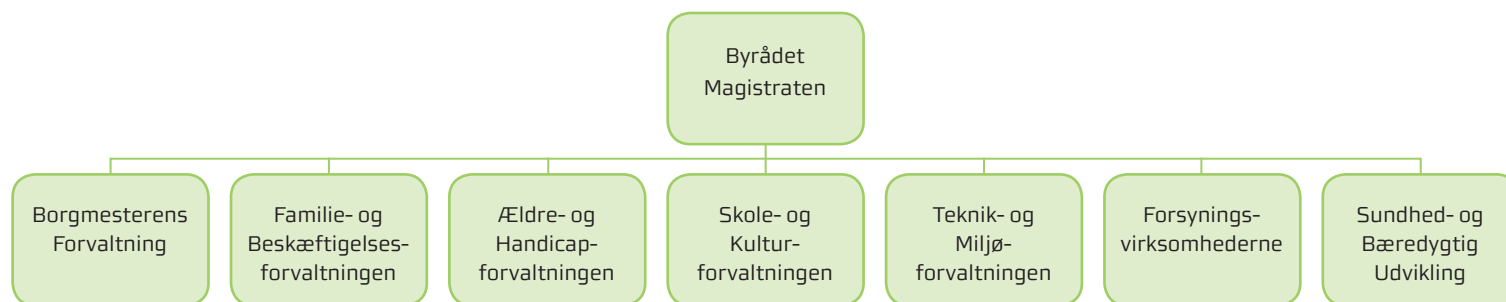 Byrådet
Magistraten
Borgmesterens
Forvaltning
Familie- og
Beskæftigelses-
forvaltningen
Ældre- og
Handicap-
forvaltningen
Skole- og
Kultur-
forvaltningen
Teknik- og
Miljø-
forvaltningen
Forsynings-
virksomhederne
Sundhed- og
Bæredygtig
Udvikling